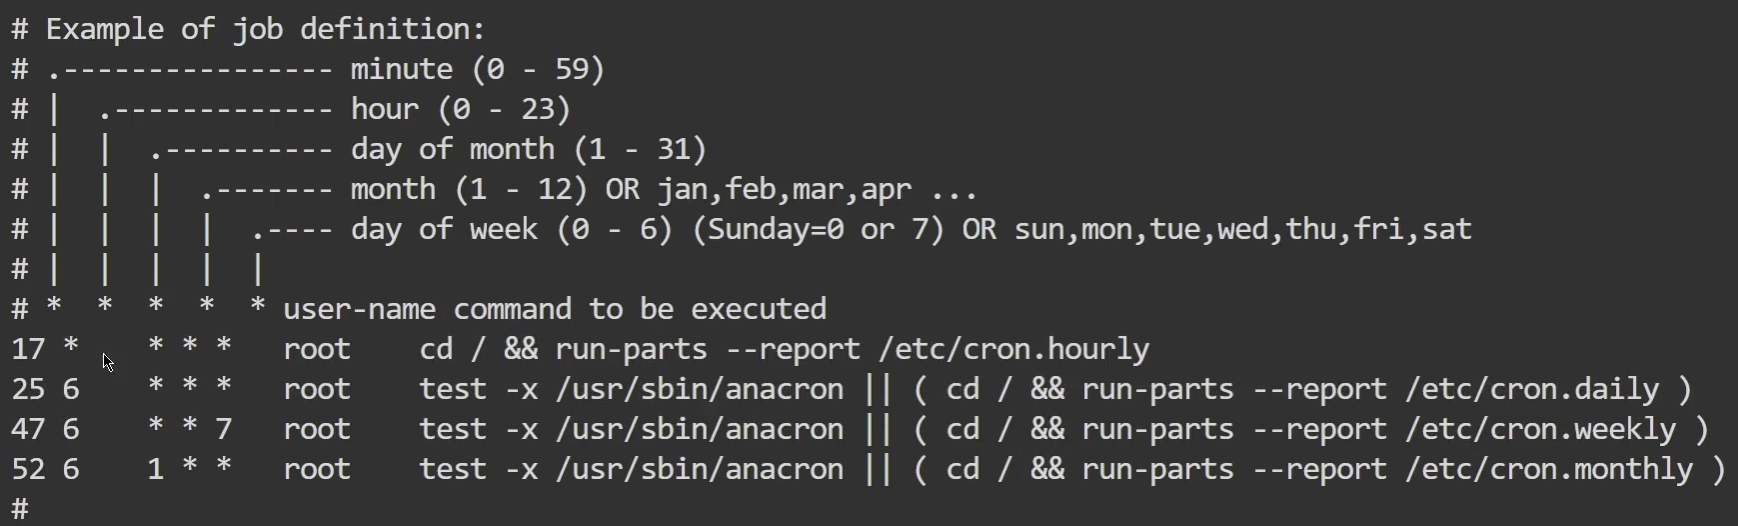 # Example of job definition:
# .---------------- minute (0 - 59)
# |  .------------- hour (0 - 23)
# |  |  .---------- day of month (1 - 31)
# |  |  |  .------- month (1 - 12) OR jan,feb,mar,apr ...
# |  |  |  |  .---- day of week (0 - 6) (Sunday=0 or 7) OR sun,mon,tue,wed,thu,fri,sat
# |  |  |  |  |
# *  *  *  *  * user-name command to be executed
17 *    * * *   root    cd / && run-parts --report /etc/cron.hourly
25 6    * * *   root    test -x /usr/sbin/anacron || ( cd / && run-parts --report /etc/cron.daily )
47 6    * * 7   root    test -x /usr/sbin/anacron || ( cd / && run-parts --report /etc/cron.weekly )
52 6    1 * *   root    test -x /usr/sbin/anacron || ( cd / && run-parts --report /etc/cron.monthly )
#